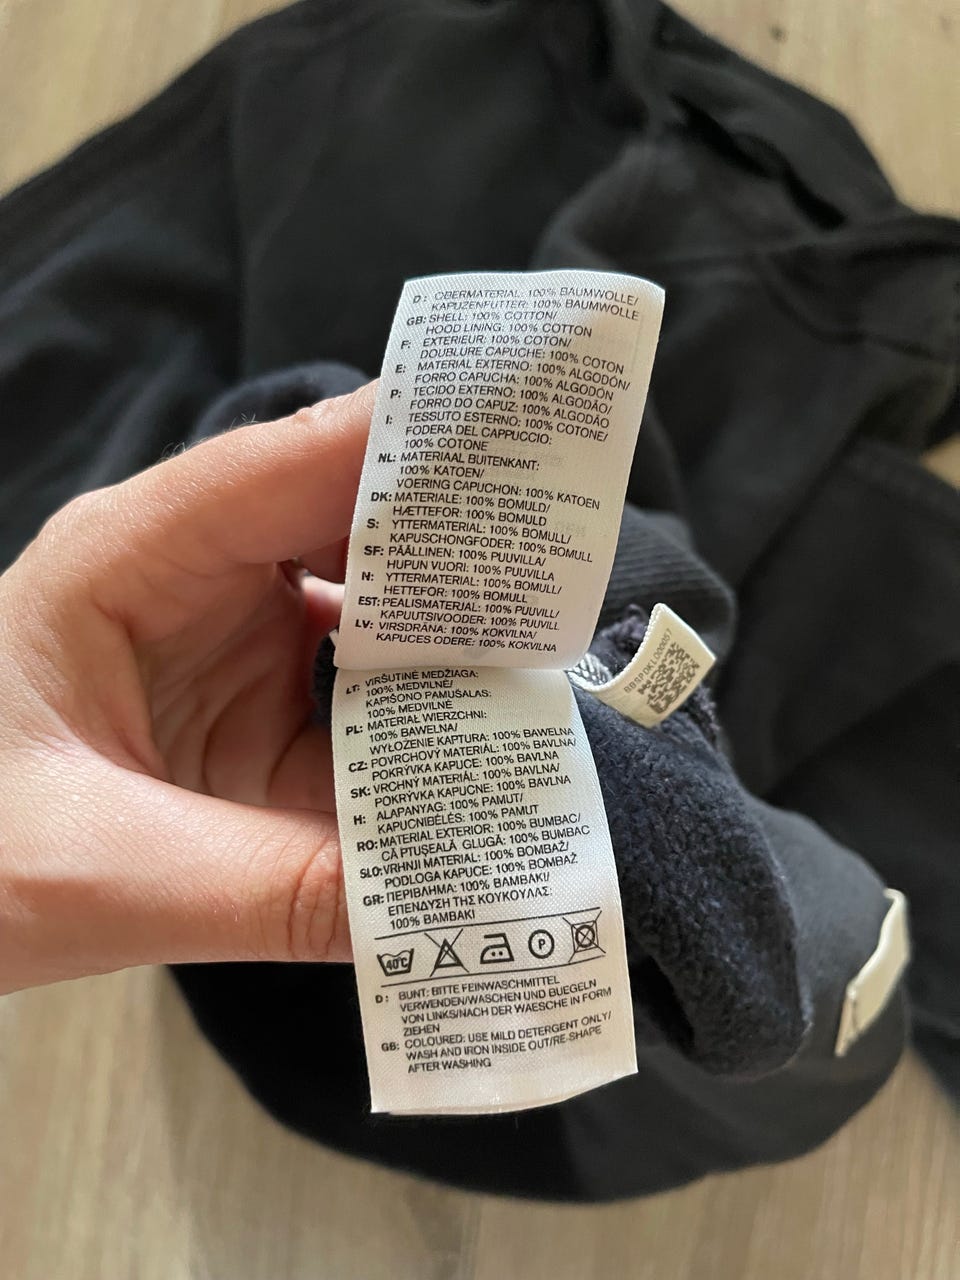 D: OBERMATERIAL: 100% BAUMWOLLE/
KAPUZENFUTTER: 100% BAUMWOLLE
GB: SHELL: 100% COTTON/
HOOD LINING: 100% COTTON
F: EXTERIEUR: 100% COTON/
DOUBLURE CAPUCHE: 100% COTON
E: MATERIAL EXTERNO: 100% ALGODÓN/
FORRO CAPUCHA: 100% ALGODÓN
P: TECIDO EXTERNO: 100% ALGODÃO/
FORRO DO CAPUZ: 100% ALGODÃO
I: TESSUTO ESTERNO: 100% COTONE/
FODERA DEL CAPPUCCIO:
100% COTONE
NL: MATERIAAL BUITENKANT:
100% KATOEN/
VOERING CAPUCHON: 100% KATOEN
DK: MATERIALE: 100% BOMULD/
HÆTTEFOR: 100% BOMULD
S: YTTERMATERIAL: 100% BOMULL/
KAPUSCHONGFODER: 100% BOMULL
SF: PÄÄLLINEN: 100% PUUVILLA/
HUPUN VUORI: 100% PUUVILLA
N: YTTERMATERIAL: 100% BOMULL/
HETTEFOR: 100% BOMULL
EST: PEALISMATERJAL: 100% PUUVILL/
KAPUUTSIVOODER: 100% PUUVILL
LV: VIRSDRĀNA: 100% KOKVILNA/
KAPUCES ODERE: 100% KOKVILNA
LT: VIRŠUTINĖ MEDŽIAGA:
100% MEDVILNĖ/
KAPIŠONO PAMUŠALAS:
100% MEDVILNĖ
PL: MATERIAŁ WIERZCHNI:
100% BAWEŁNA/
WYŁOŻENIE KAPTURA: 100% BAWEŁNA
CZ: POVRCHOVÝ MATERIÁL: 100% BAVLNA/
POKRÝVKA KAPUCE: 100% BAVLNA
SK: VRCHNÝ MATERIÁL: 100% BAVLNA/
POKRÝVKA KAPUCNE: 100% BAVLNA
H: ALAPANYAG: 100% PAMUT/
KAPUCNIBÉLÉS: 100% PAMUT
RO: MATERIAL EXTERIOR: 100% BUMBAC/
CĂPTUŞEALĂ GLUGĂ: 100% BUMBAC
SLO: VRHNJI MATERIAL: 100% BOMBAŽ/
PODLOGA KAPUCE: 100% BOMBAŽ
GR: ΠΕΡΙΒΛΗΜΑ: 100% ΒΑΜΒΑΚΙ/
ΕΠΕΝΔΥΣΗ ΤΗΣ ΚΟΥΚΟΥΛΑΣ:
100% ΒΑΜΒΑΚΙ
40°C P
D: BUNT: BITTE FEINWASCHMITTEL
VERWENDEN/WASCHEN UND BUEGELN
VON LINKS/NACH DER WAESCHE IN FORM
ZIEHEN
GB: COLOURED: USE MILD DETERGENT ONLY/
WASH AND IRON INSIDE OUT/RE-SHAPE
AFTER WASHING